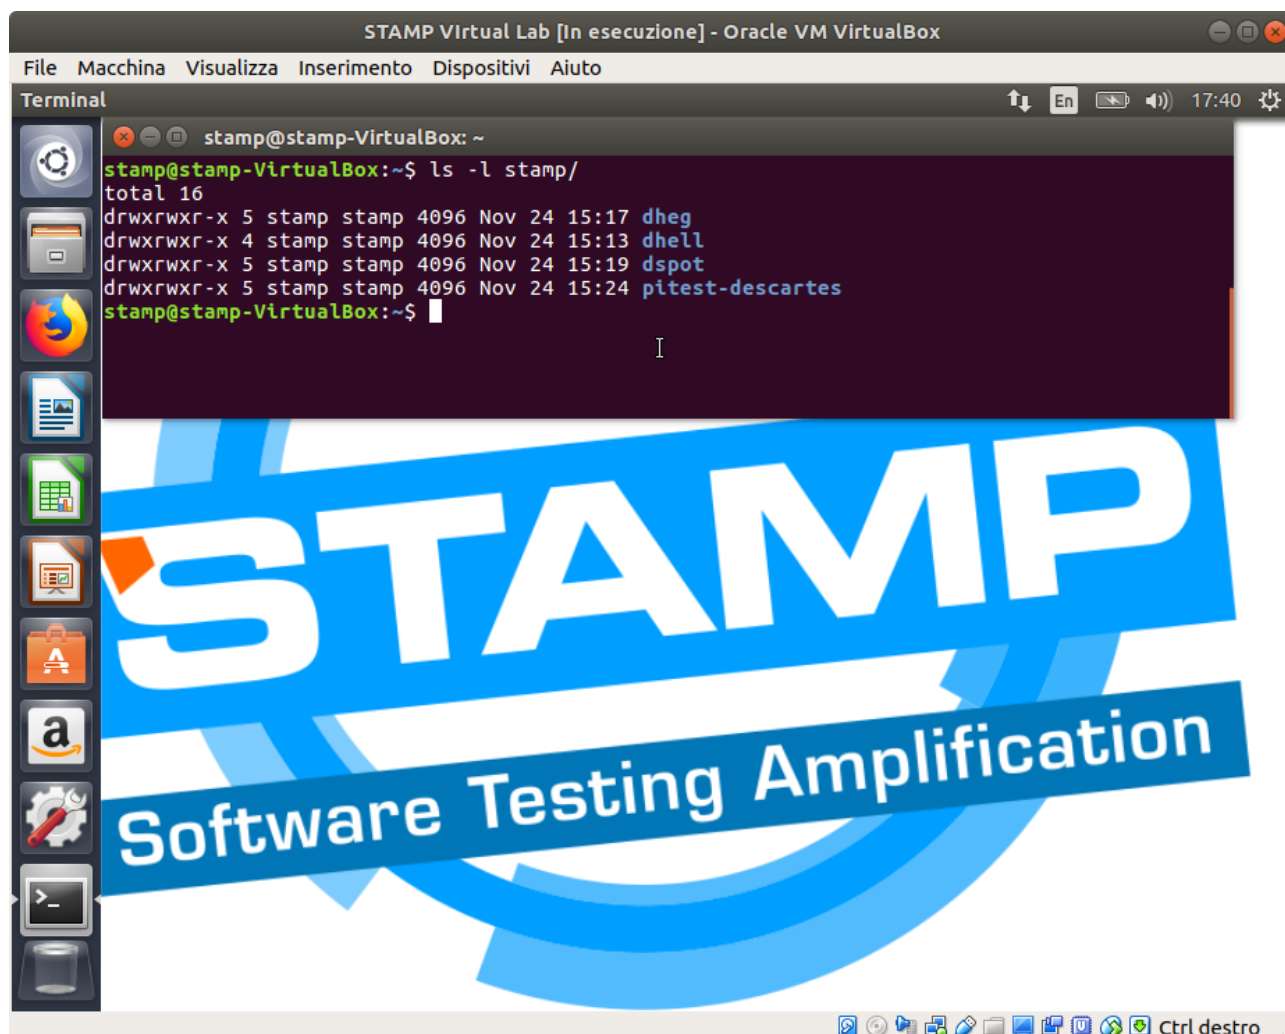 STAMP VIrtual Lab [In esecuzione] - Oracle VM VirtualBox
File Macchina Visualizza Inserimento Dispositivi Aiuto
Terminal En 17:40
stamp@stamp-VirtualBox: ~
stamp@stamp-VirtualBox:~$ ls -l stamp/
total 16
drwxrwxr-x 5 stamp stamp 4096 Nov 24 15:17 dheg
drwxrwxr-x 4 stamp stamp 4096 Nov 24 15:13 dhell
drwxrwxr-x 5 stamp stamp 4096 Nov 24 15:19 dspot
drwxrwxr-x 5 stamp stamp 4096 Nov 24 15:24 pitest-descartes
stamp@stamp-VirtualBox:~$
STAMP
Software Testing Amplification
Ctrl destro